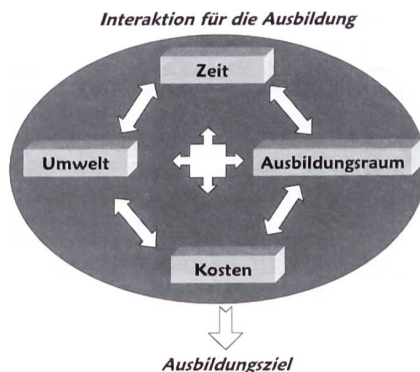 Interaktion für die Ausbildung
Zeit
Umwelt
Ausbildungsraum
Kosten
Ausbildungsziel